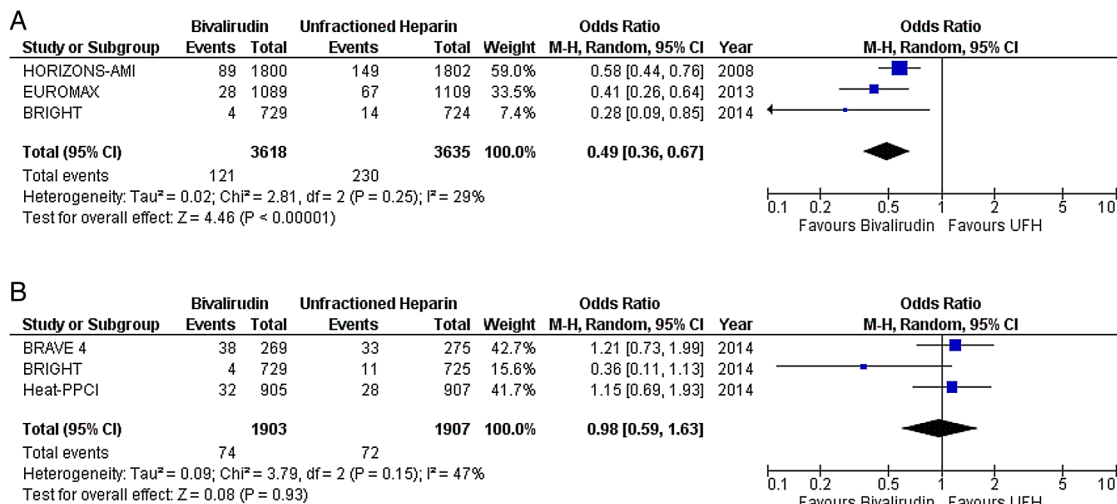 A
Bivalirudin Unfractioned Heparin Odds Ratio Odds Ratio
Study or Subgroup Events Total Events Total Weight M-H, Random, 95% CI Year M-H, Random, 95% CI
HORIZONS-AMI 89 1800 149 1802 59.0% 0.58 [0.44, 0.76] 2008
EUROMAX 28 1089 67 1109 33.5% 0.41 [0.26, 0.64] 2013
BRIGHT 4 729 14 724 7.4% 0.28 [0.09, 0.85] 2014
Total (95% CI) 3618 3635 100.0% 0.49 [0.36, 0.67]
Total events 121 230
Heterogeneity: Tau² = 0.02; Chi² = 2.81, df = 2 (P = 0.25); I² = 29%
Test for overall effect: Z = 4.46 (P < 0.00001)
0.1 0.2 0.5 1 2 5 10
Favours Bivalirudin Favours UFH
B
Bivalirudin Unfractioned Heparin Odds Ratio Odds Ratio
Study or Subgroup Events Total Events Total Weight M-H, Random, 95% CI Year M-H, Random, 95% CI
BRAVE 4 38 269 33 275 42.7% 1.21 [0.73, 1.99] 2014
BRIGHT 4 729 11 725 15.6% 0.36 [0.11, 1.13] 2014
Heat-PPCI 32 905 28 907 41.7% 1.15 [0.69, 1.93] 2014
Total (95% CI) 1903 1907 100.0% 0.98 [0.59, 1.63]
Total events 74 72
Heterogeneity: Tau² = 0.09; Chi² = 3.79, df = 2 (P = 0.15); I² = 47%
Test for overall effect: Z = 0.08 (P = 0.93)
0.1 0.2 0.5 1 2 5 10
Favours Bivalirudin Favours UFH